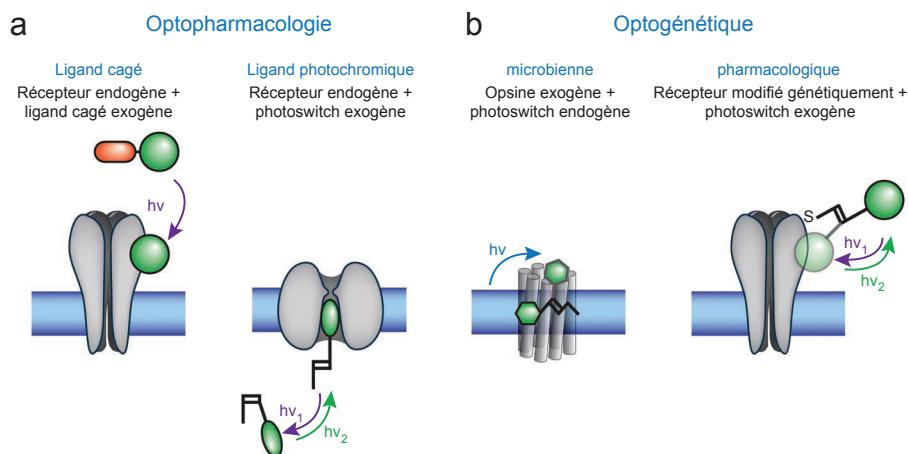 a
Optopharmacologie
Ligand cagé
Récepteur endogène +
ligand cagé exogène
hν
Ligand photochromique
Récepteur endogène +
photoswitch exogène
hν1
hν2
b
Optogénétique
microbienne
Opsine exogène +
photoswitch endogène
hν
pharmacologique
Récepteur modifié génétiquement +
photoswitch exogène
S
hν1
hν2